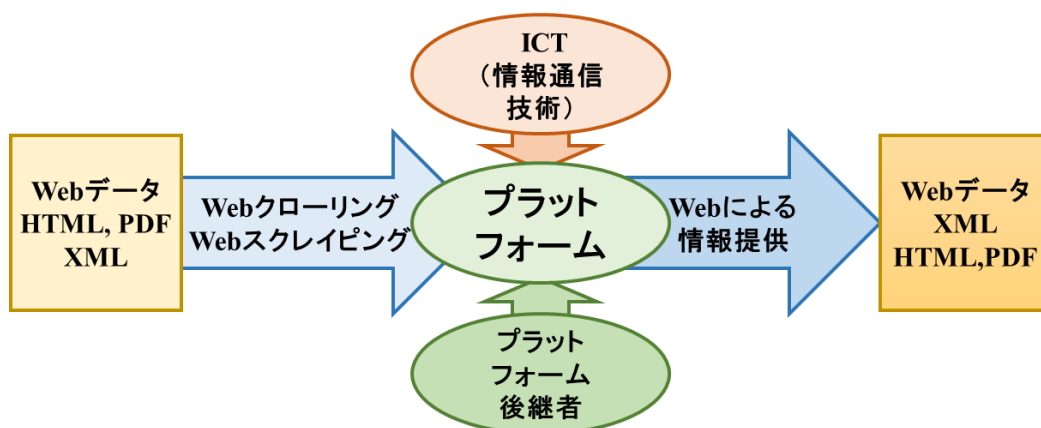 ICT
（情報通信
技術）
Webデータ
HTML, PDF
XML
Webクローリング
Webスクレイピング
プラット
フォーム
Webによる
情報提供
Webデータ
XML
HTML,PDF
プラット
フォーム
後継者